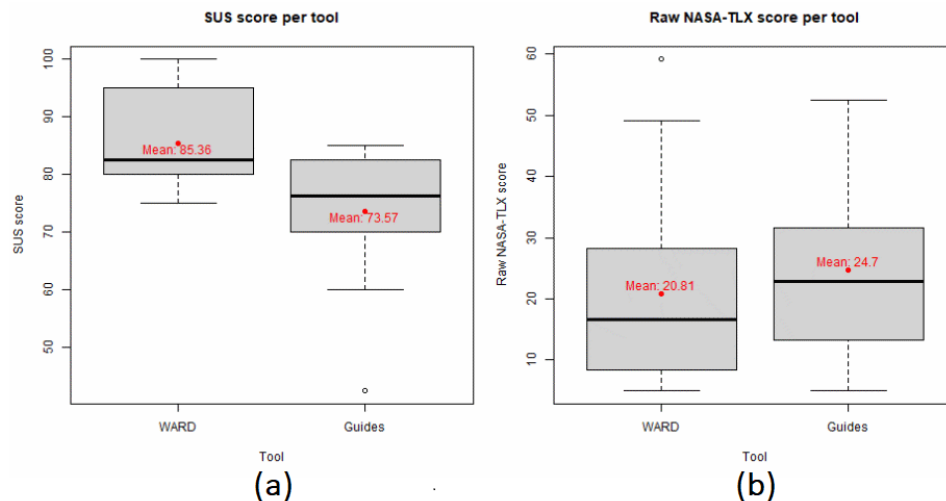 SUS score per tool
100
90
80
70
60
50
SUS score
Mean: 85.36
Mean: 73.57
WARD
Guides
Tool
(a)
Raw NASA-TLX score per tool
60
50
40
30
20
10
Raw NASA-TLX score
Mean: 20.81
Mean: 24.7
WARD
Guides
Tool
(b)